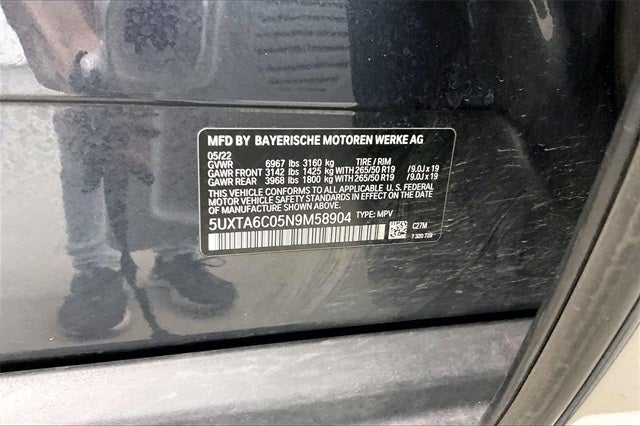 MFD BY BAYERISCHE MOTOREN WERKE AG
05/22
GVWR 6967 lbs 3160 kg TIRE / RIM
GAWR FRONT 3142 lbs 1425 kg WITH 265/50 R19 / 9.0J x 19
GAWR REAR 3968 lbs 1800 kg WITH 265/50 R19 / 9.0J x 19
THIS VEHICLE CONFORMS TO ALL APPLICABLE U.S. FEDERAL
MOTOR VEHICLE SAFETY STANDARDS IN EFFECT ON THE DATE
OF MANUFACTURE SHOWN ABOVE.
5UXTA6C05N9M58904 TYPE: MPV
C27M
7 320 729